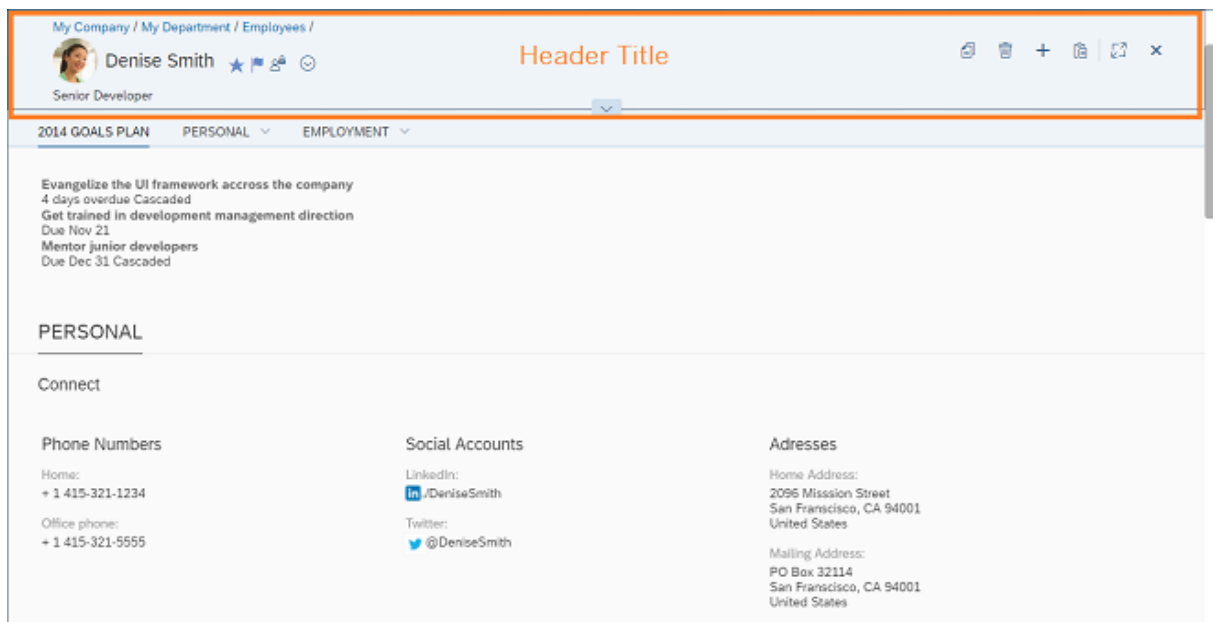 My Company / My Department / Employees /
Denise Smith
Header Title
Senior Developer
2014 GOALS PLAN PERSONAL EMPLOYMENT
Evangelize the UI framework accross the company
4 days overdue Cascaded
Get trained in development management direction
Due Nov 21
Mentor junior developers
Due Dec 31 Cascaded
PERSONAL
Connect
Phone Numbers
Home:
+ 1 415-321-1234
Office phone:
+ 1 415-321-5555
Social Accounts
LinkedIn:
in /DeniseSmith
Twitter:
@DeniseSmith
Adresses
Home Address:
2096 Misssion Street
San Franscisco, CA 94001
United States
Mailing Address:
PO Box 32114
San Franscisco, CA 94001
United States